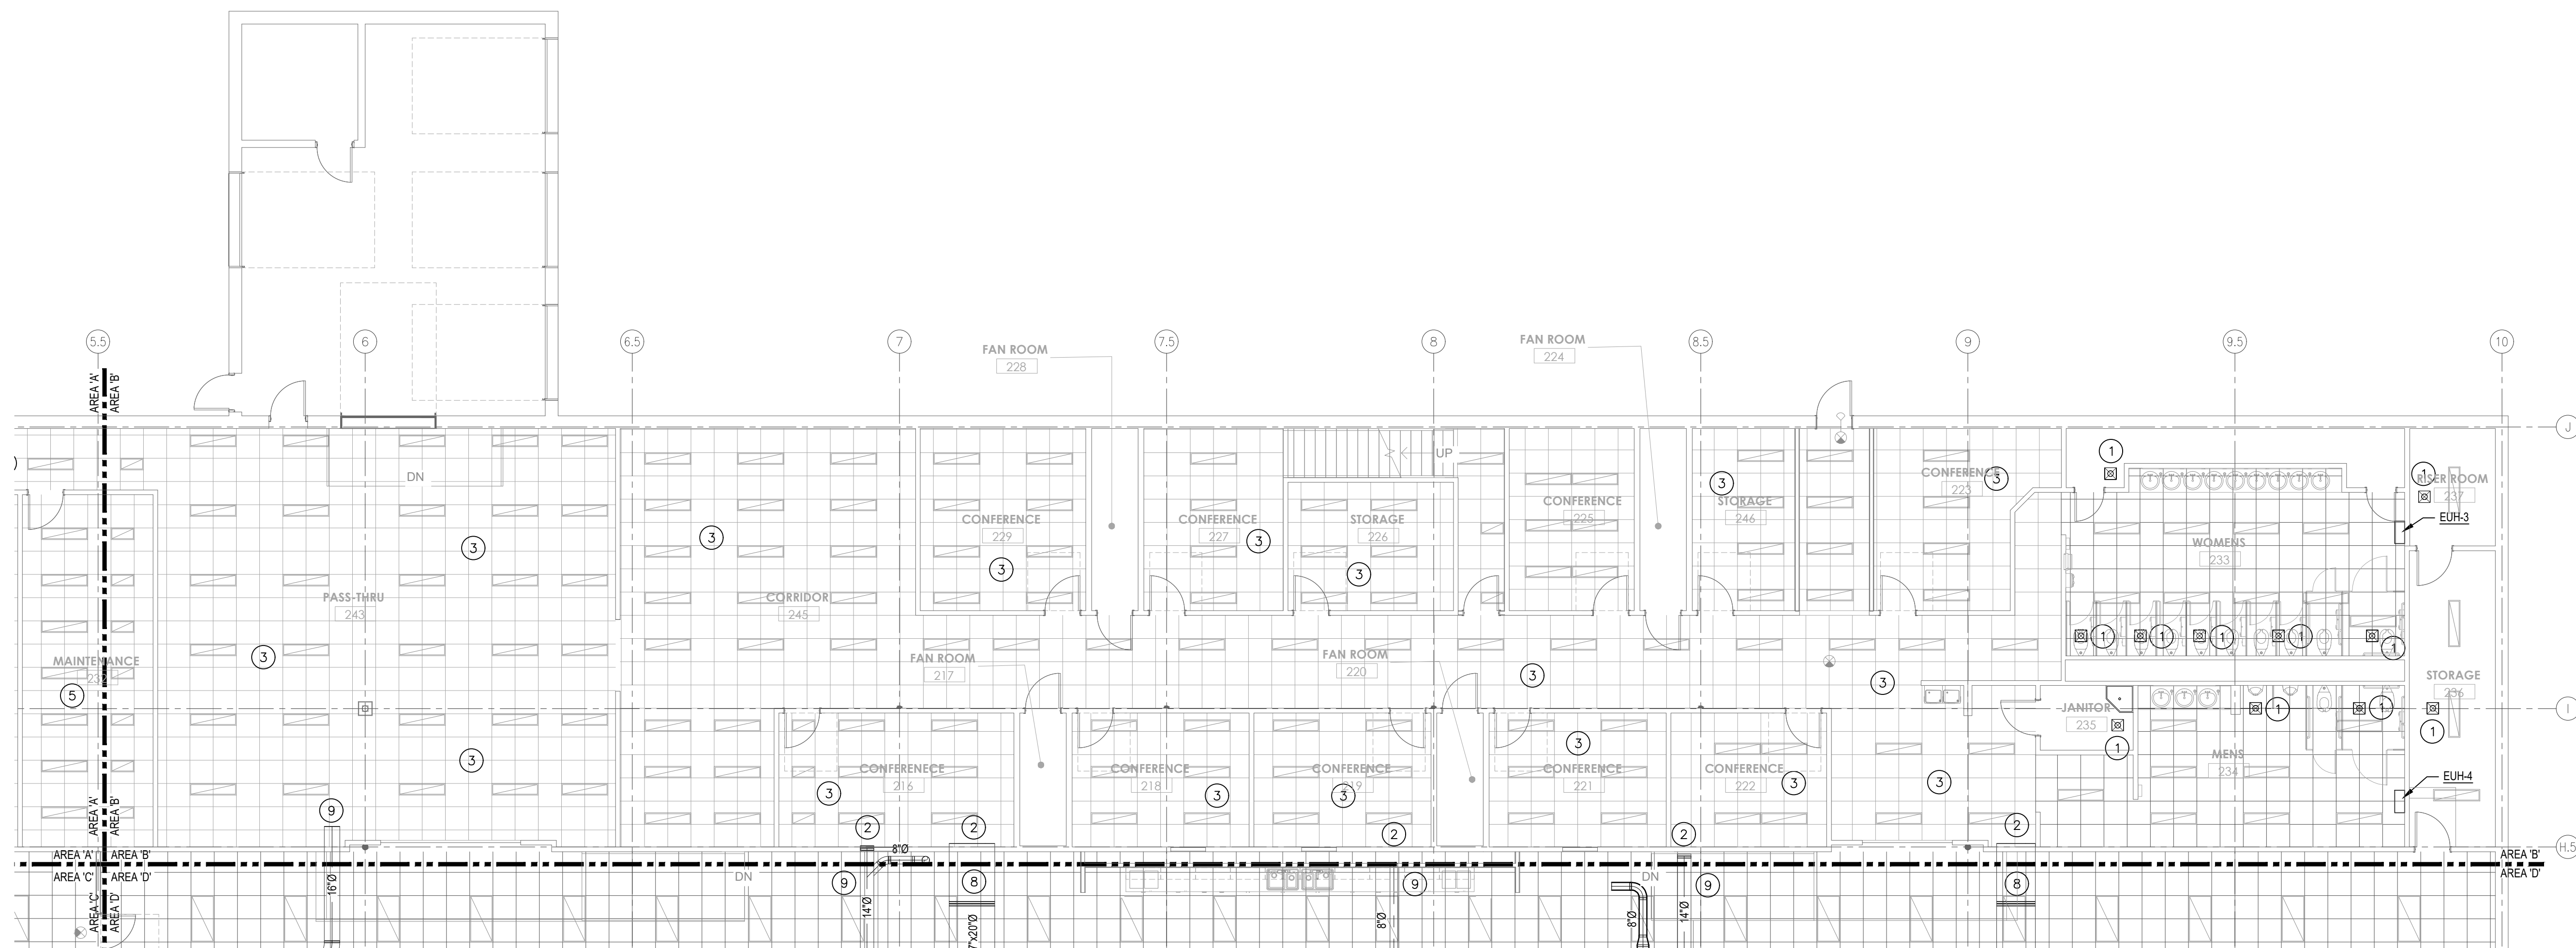 5.5
6
6.5
7
7.5
8
8.5
9
9.5
10
FAN ROOM
228
FAN ROOM
224
AREA 'A'
AREA 'B'
J
DN
UP
1
1
RISER ROOM
237
EUH-3
CONFERENCE
229
3
CONFERENCE
227
3
STORAGE
226
3
CONFERENCE
225
3
STORAGE
246
CONFERENCE
223
3
WOMENS
233
3
3
PASS-THRU
243
3
CORRIDOR
245
1
1
1
1
1
MAINTENANCE
232
5
FAN ROOM
217
FAN ROOM
220
3
3
STORAGE
236
JANITOR
235
1
1
1
1
I
3
CONFERENECE
216
3
CONFERENCE
218
3
CONFERENCE
219
3
3
CONFERENCE
221
CONFERENCE
222
3
3
MENS
234
EUH-4
9
2
2
2
2
2
AREA 'A'
AREA 'B'
H.5
AREA 'A'
AREA 'B'
AREA 'C'
AREA 'D'
8"Ø
AREA 'B'
AREA 'D'
16"Ø
DN
9
14"Ø
8
9
8"Ø
DN
8"Ø
14"Ø
9
8
AREA 'C'
AREA 'D'